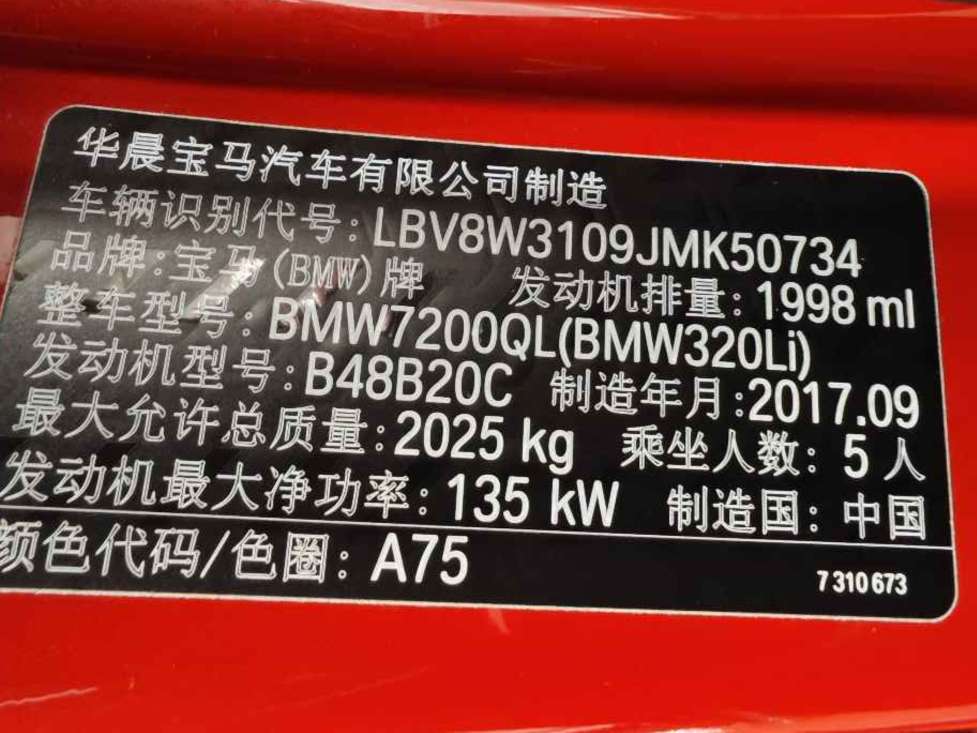 华晨宝马汽车有限公司制造
车辆识别代号:LBV8W3109JMK50734
品牌:宝马(BMW)牌 发动机排量:1998 ml
整车型号:BMW7200QL(BMW320Li)
发动机型号:B48B20C 制造年月:2017.09
最大允许总质量:2025 kg 乘坐人数:5人
发动机最大净功率:135 kW 制造国:中国
颜色代码/色圈:A75 7 310 673